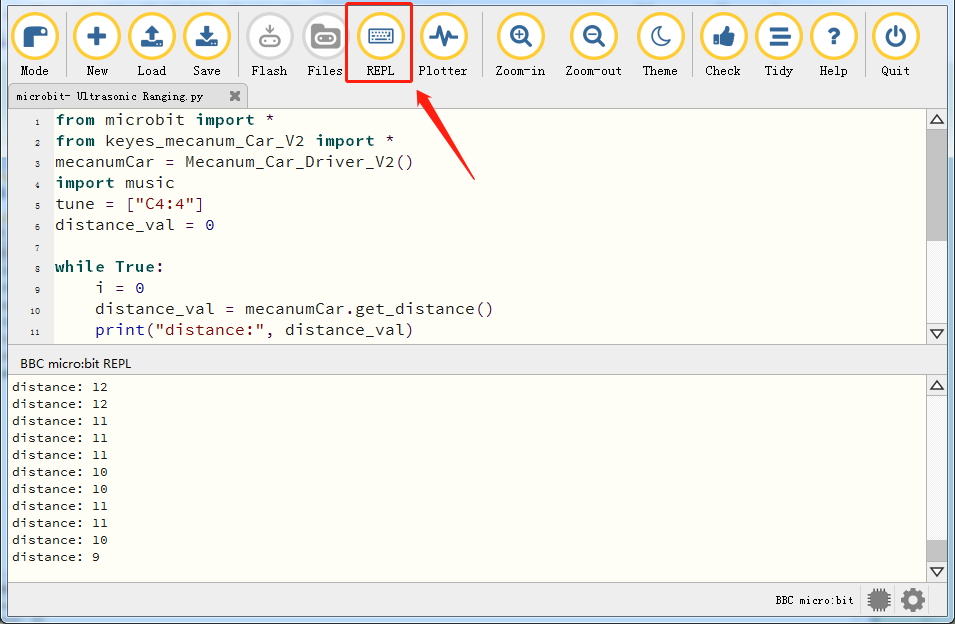 Mode New Load Save Flash Files REPL Plotter Zoom-in Zoom-out Theme Check Tidy Help Quit
microbit- Ultrasonic Ranging.py
1 from microbit import *
2 from keyes_mecanum_Car_V2 import *
3 mecanumCar = Mecanum_Car_Driver_V2()
4 import music
5 tune = ["C4:4"]
6 distance_val = 0
7
8 while True:
9     i = 0
10     distance_val = mecanumCar.get_distance()
11     print("distance:", distance_val)
BBC micro:bit REPL
distance: 12
distance: 12
distance: 11
distance: 11
distance: 11
distance: 10
distance: 10
distance: 11
distance: 11
distance: 10
distance: 9
BBC micro:bit